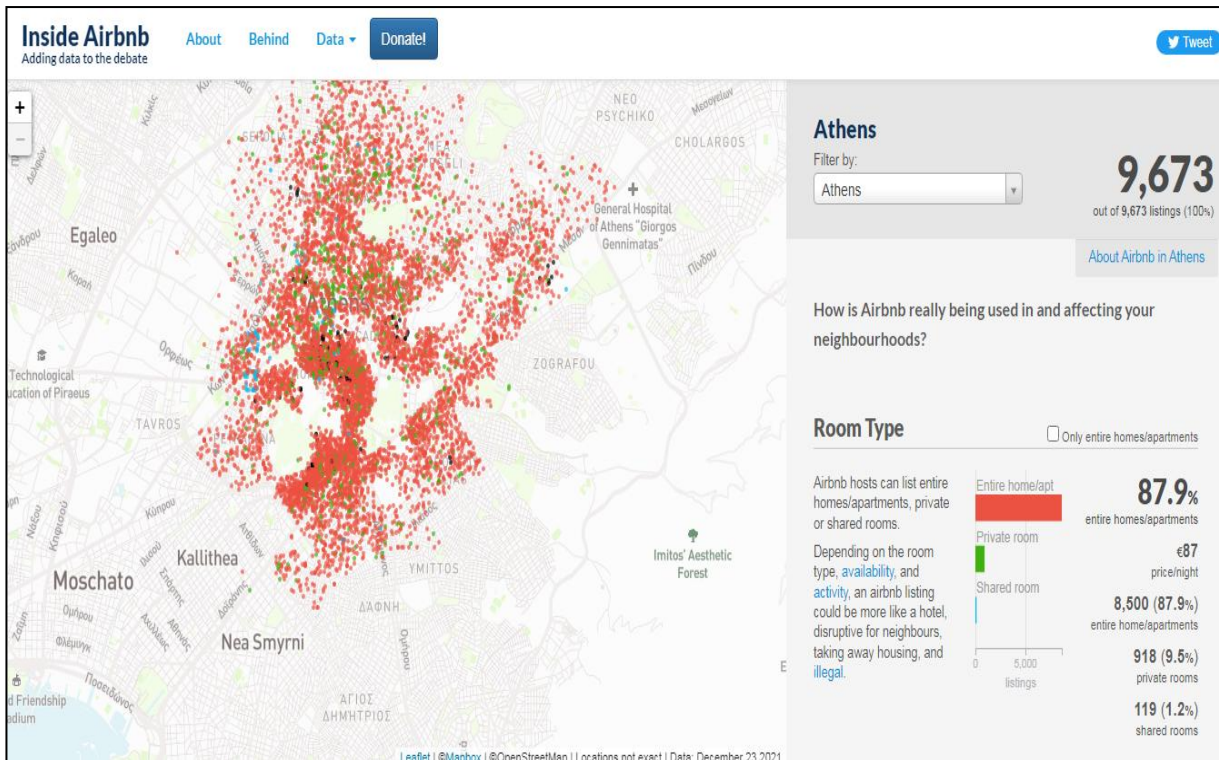 Inside Airbnb
Adding data to the debate
About
Behind
Data
Donate!
Tweet
+
−
NEO
PSYCHIKO
CHOLARGOS
General Hospital
of Athens "Giorgos
Gennimatas"
Egaleo
Athens
ZOGRAFOU
Technological
ucation of Piraeus
TAVROS
Ορφέως
Κύπρου
Kallithea
Moschato
Imitos' Aesthetic
Forest
YMITTOS
ΔΑΦΝΗ
Ομήρου
Ομήρου
Nea Smyrni
Ποσειδώνος
d Friendship
adium
ΑΓΙΟΣ
ΔΗΜΗΤΡΙΟΣ
Leaflet | ©Mapbox | ©OpenStreetMap | Locations not exact | Data: December 23,2021
Athens
Filter by:
Athens
9,673
out of 9,673 listings (100%)
About Airbnb in Athens
How is Airbnb really being used in and affecting your
neighbourhoods?
Room Type
Only entire homes/apartments
Airbnb hosts can list entire
homes/apartments, private
or shared rooms.
Depending on the room
type, availability, and
activity, an airbnb listing
could be more like a hotel,
disruptive for neighbours,
taking away housing, and
illegal.
Entire home/apt
Private room
Shared room
0 5,000
listings
87.9%
entire homes/apartments
€87
price/night
8,500 (87.9%)
entire home/apartments
918 (9.5%)
private rooms
119 (1.2%)
shared rooms